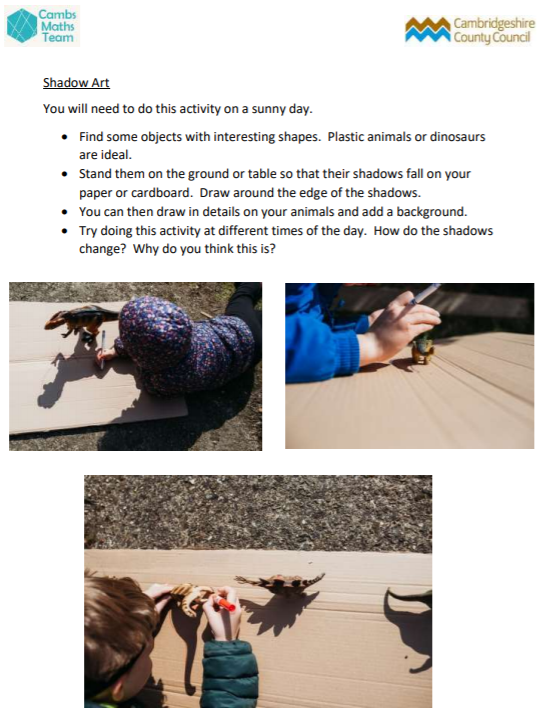 Cambs
Maths
Team
Cambridgeshire
County Council
Shadow Art
You will need to do this activity on a sunny day.
• Find some objects with interesting shapes. Plastic animals or dinosaurs
are ideal.
• Stand them on the ground or table so that their shadows fall on your
paper or cardboard. Draw around the edge of the shadows.
• You can then draw in details on your animals and add a background.
• Try doing this activity at different times of the day. How do the shadows
change? Why do you think this is?